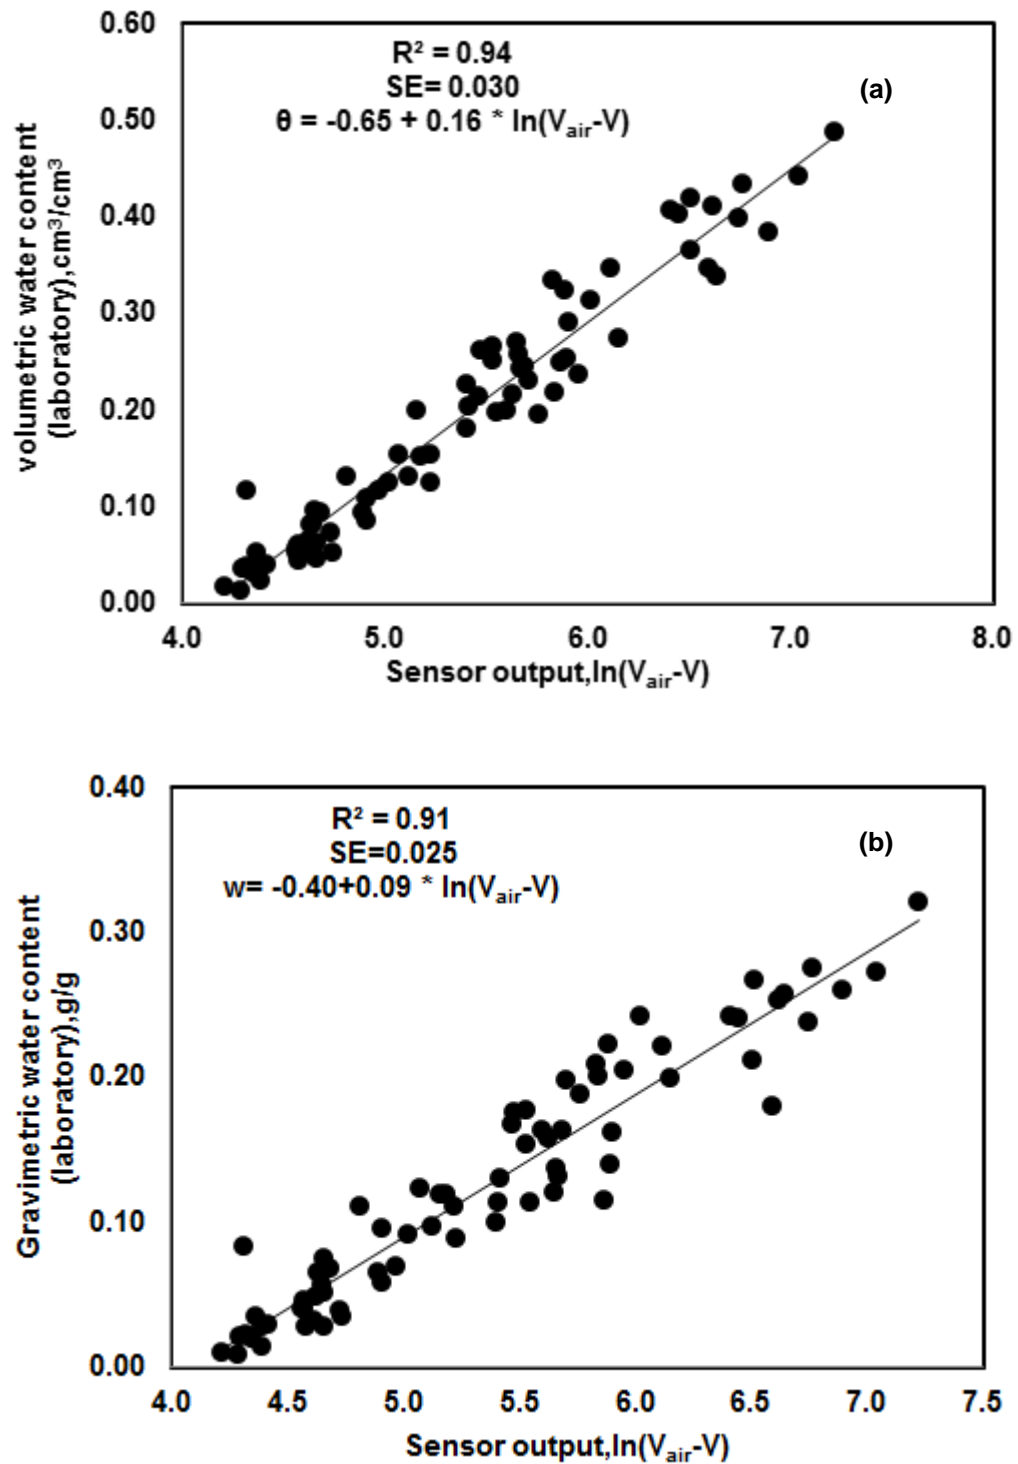 0.60
R² = 0.94
SE= 0.030
(a)
θ = -0.65 + 0.16 * ln(Vair-V)
0.50
0.40
0.30
0.20
0.10
0.00
volumetric water content
(laboratory),cm³/cm³
4.0 5.0 6.0 7.0 8.0
Sensor output,ln(Vair-V)
0.40
R² = 0.91
(b)
SE=0.025
w= -0.40+0.09 * ln(Vair-V)
0.30
0.20
0.10
0.00
Gravimetric water content
(laboratory),g/g
4.0 4.5 5.0 5.5 6.0 6.5 7.0 7.5
Sensor output,ln(Vair-V)